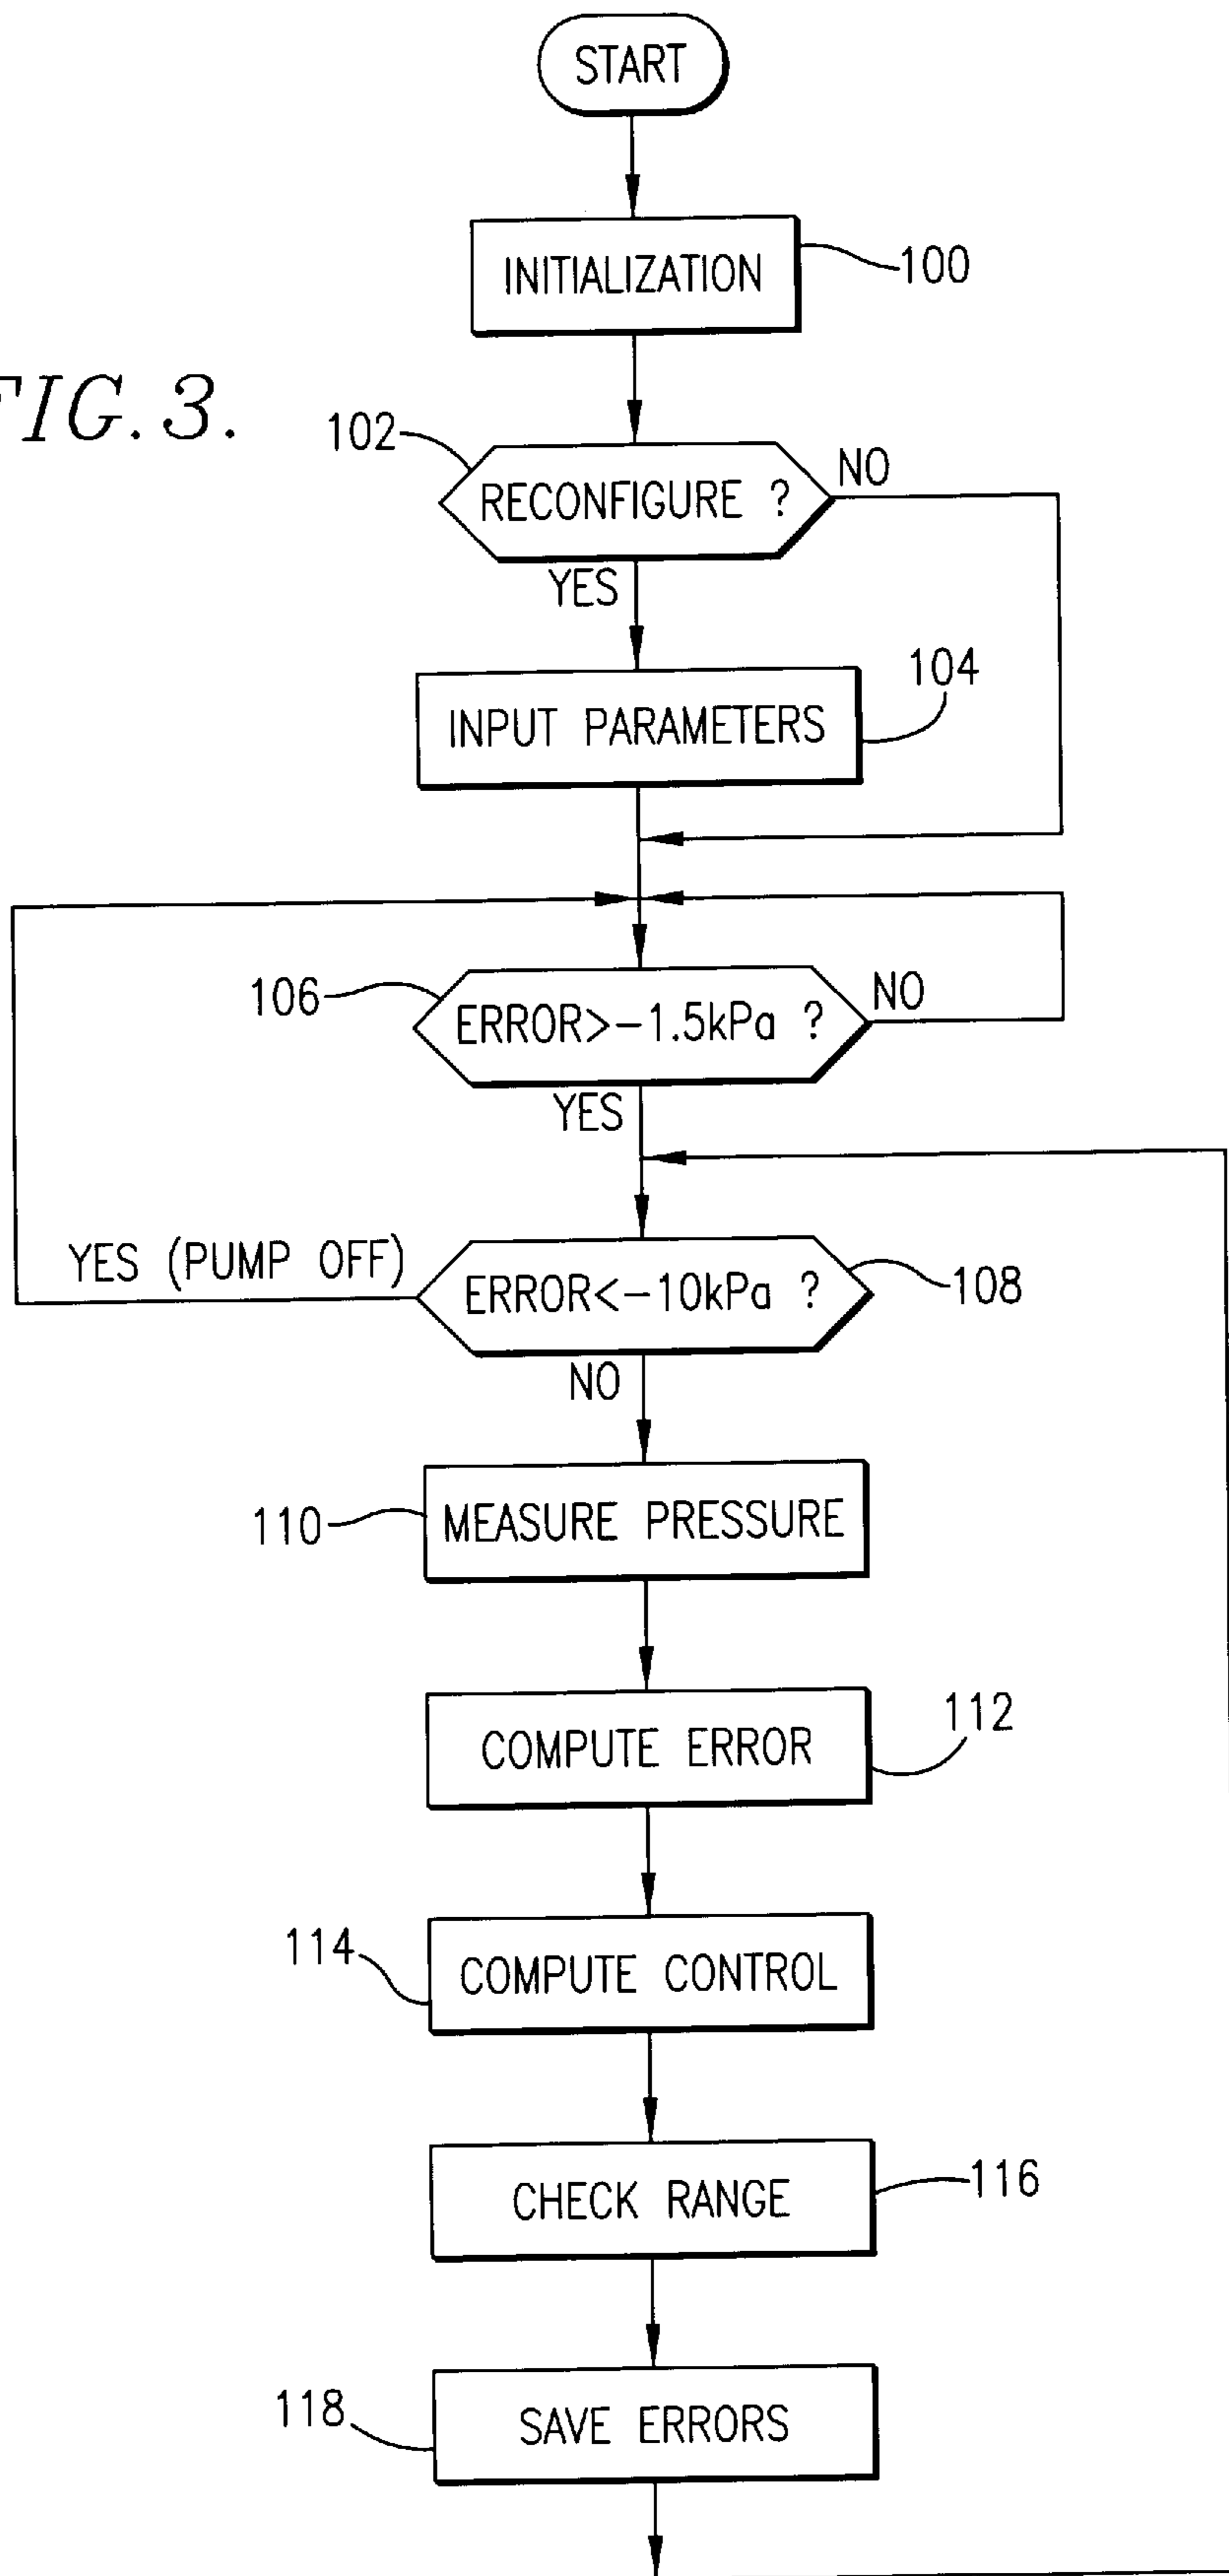 START
INITIALIZATION
100
FIG. 3.
102
RECONFIGURE ?
NO
YES
104
INPUT PARAMETERS
106
ERROR>-1.5kPa ?
NO
YES
YES (PUMP OFF)
ERROR<-10kPa ?
108
NO
110
MEASURE PRESSURE
112
COMPUTE ERROR
114
COMPUTE CONTROL
CHECK RANGE
116
118
SAVE ERRORS